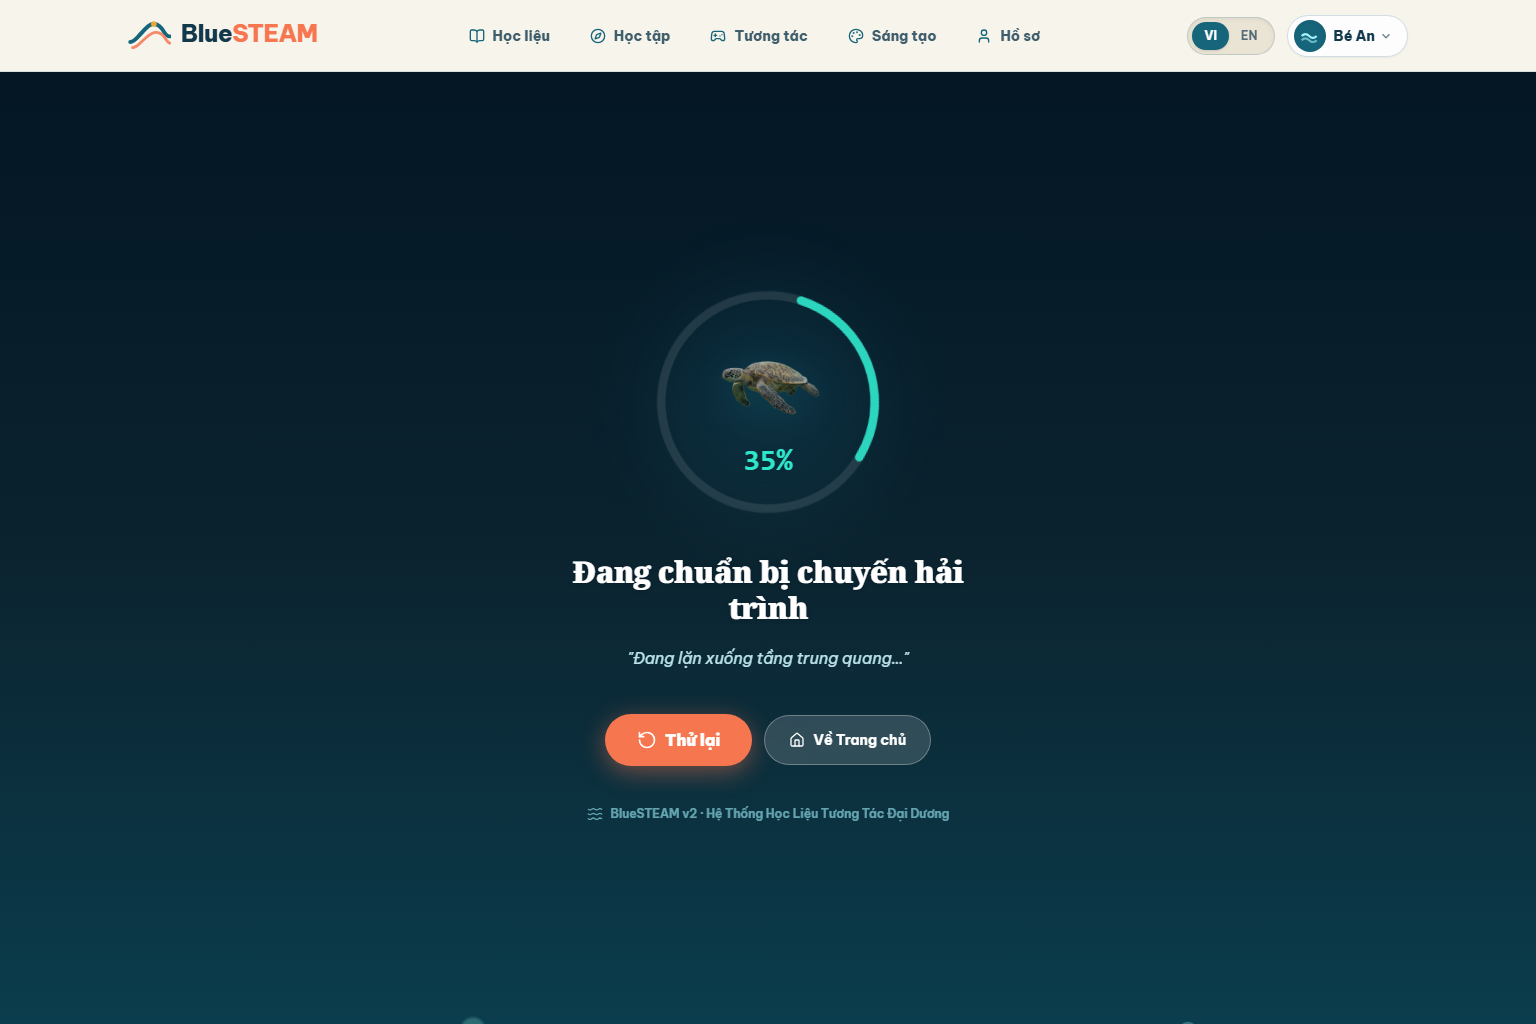 BlueSTEAM
Học liệu
Học tập
Tương tác
Sáng tạo
Hồ sơ
VI
EN
Bé An
35%
Đang chuẩn bị chuyến hải
trình
"Đang lặn xuống tầng trung quang..."
Thử lại
Về Trang chủ
BlueSTEAM v2 · Hệ Thống Học Liệu Tương Tác Đại Dương